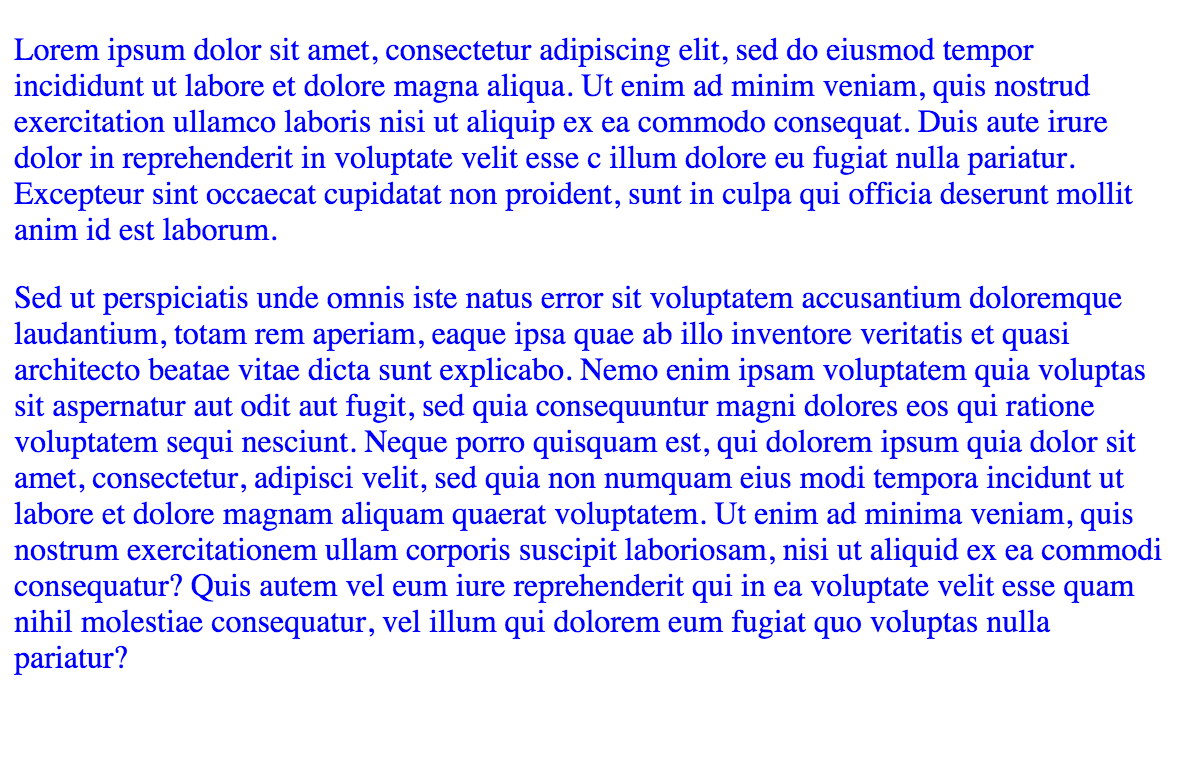 Lorem ipsum dolor sit amet, consectetur adipiscing elit, sed do eiusmod tempor
incididunt ut labore et dolore magna aliqua. Ut enim ad minim veniam, quis nostrud
exercitation ullamco laboris nisi ut aliquip ex ea commodo consequat. Duis aute irure
dolor in reprehenderit in voluptate velit esse c illum dolore eu fugiat nulla pariatur.
Excepteur sint occaecat cupidatat non proident, sunt in culpa qui officia deserunt mollit
anim id est laborum.

Sed ut perspiciatis unde omnis iste natus error sit voluptatem accusantium doloremque
laudantium, totam rem aperiam, eaque ipsa quae ab illo inventore veritatis et quasi
architecto beatae vitae dicta sunt explicabo. Nemo enim ipsam voluptatem quia voluptas
sit aspernatur aut odit aut fugit, sed quia consequuntur magni dolores eos qui ratione
voluptatem sequi nesciunt. Neque porro quisquam est, qui dolorem ipsum quia dolor sit
amet, consectetur, adipisci velit, sed quia non numquam eius modi tempora incidunt ut
labore et dolore magnam aliquam quaerat voluptatem. Ut enim ad minima veniam, quis
nostrum exercitationem ullam corporis suscipit laboriosam, nisi ut aliquid ex ea commodi
consequatur? Quis autem vel eum iure reprehenderit qui in ea voluptate velit esse quam
nihil molestiae consequatur, vel illum qui dolorem eum fugiat quo voluptas nulla
pariatur?